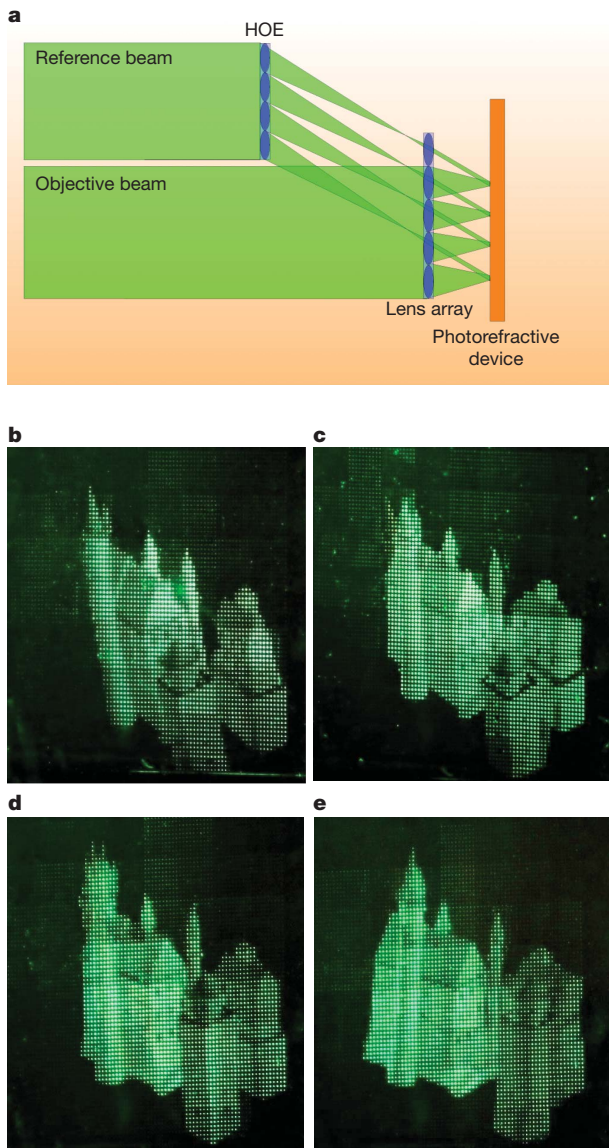 a
HOE
Reference beam
Objective beam
Lens array
Photorefractive
device
b
c
d
e